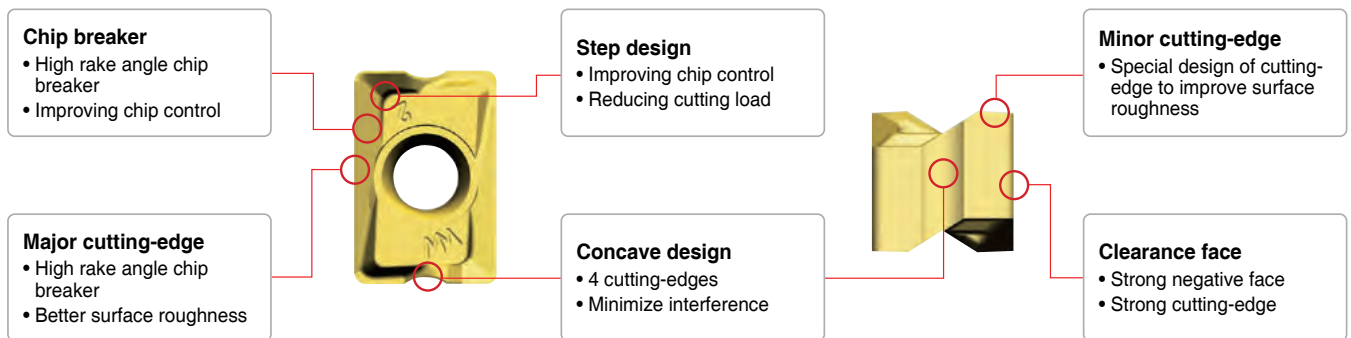 Chip breaker
• High rake angle chip
breaker
• Improving chip control
Step design
• Improving chip control
• Reducing cutting load
Minor cutting-edge
• Special design of cutting-
edge to improve surface
roughness
2
MM
Major cutting-edge
• High rake angle chip
breaker
• Better surface roughness
Concave design
• 4 cutting-edges
• Minimize interference
Clearance face
• Strong negative face
• Strong cutting-edge